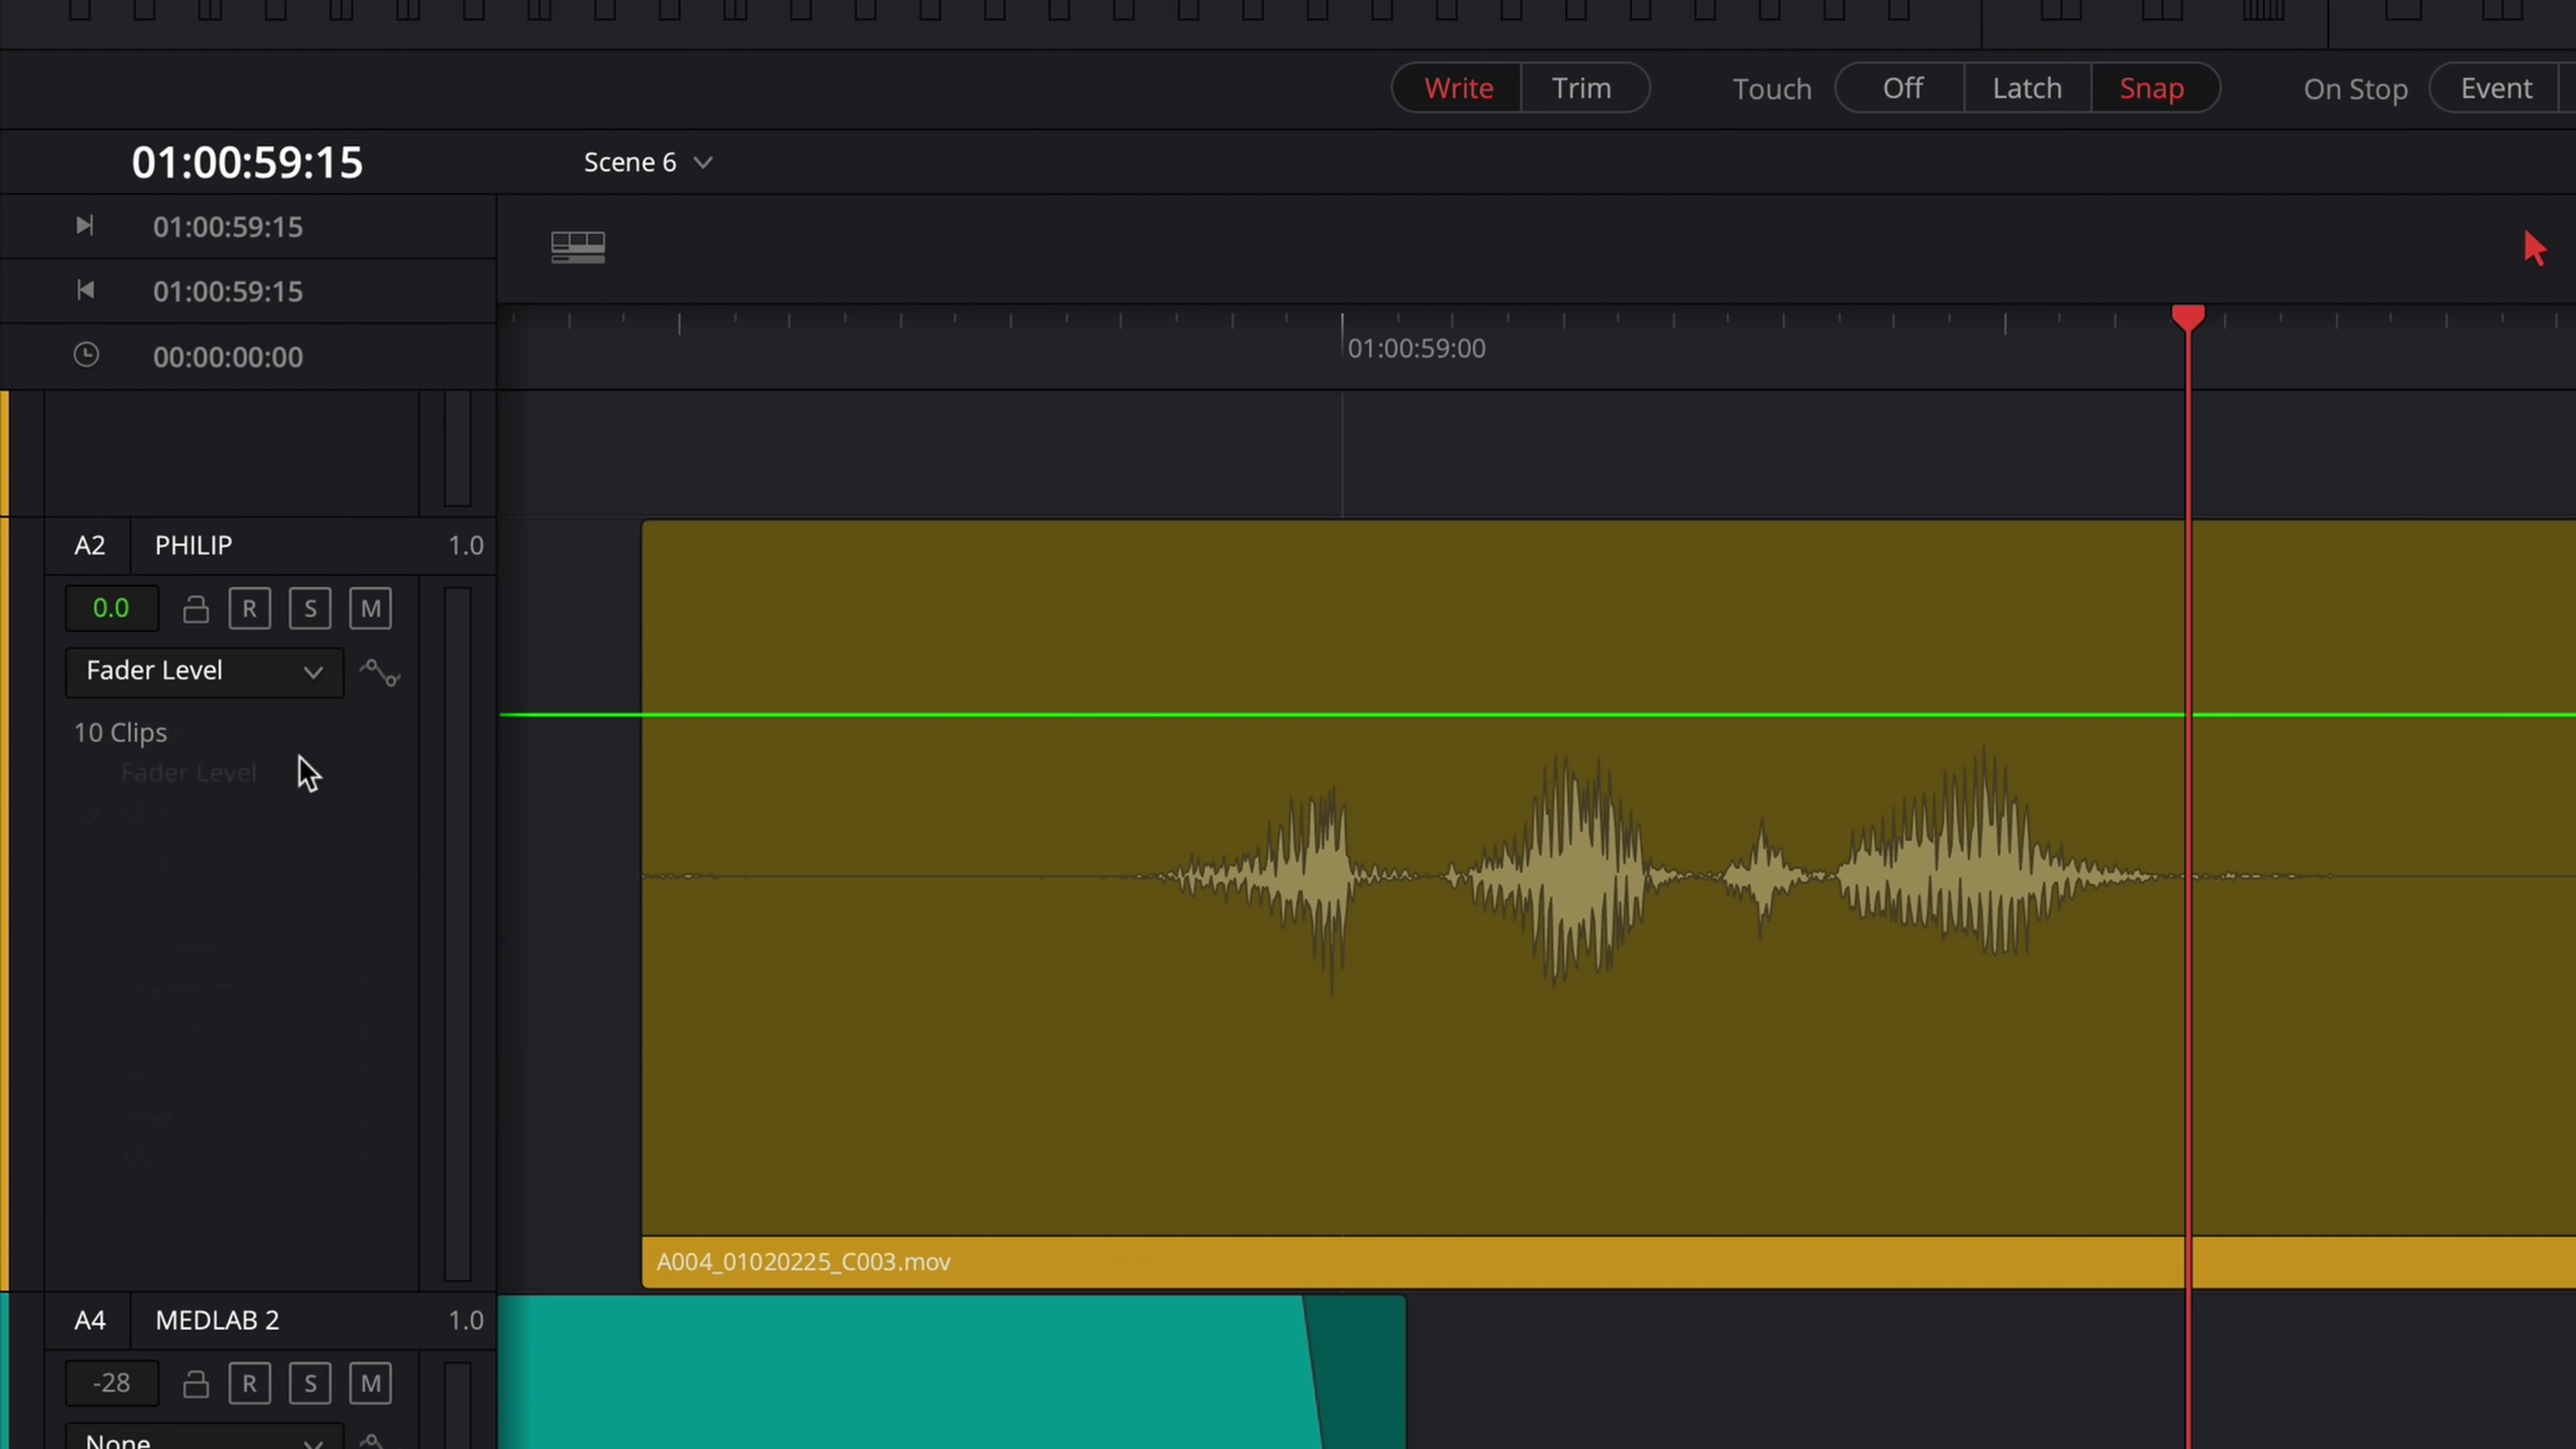 Write Trim Touch Off Latch Snap On Stop Event
01:00:59:15 Scene 6
01:00:59:15
01:00:59:15
00:00:00:00
01:00:59:00
A2 PHILIP 1.0
0.0 R S M
Fader Level
10 Clips
Fader Level
A004_01020225_C003.mov
A4 MEDLAB 2 1.0
-28 R S M
None